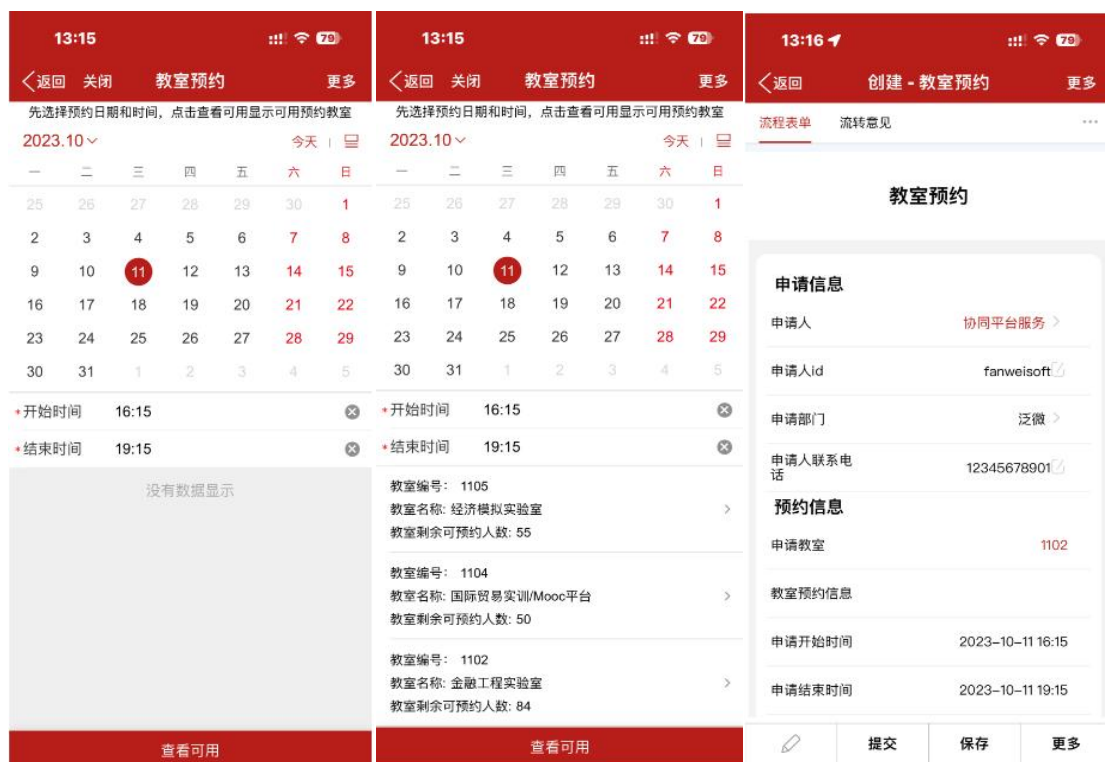 13:15
79
返回 关闭 教室预约 更多
先选择预约日期和时间，点击查看可用显示可用预约教室
2023.10 今天
一 二 三 四 五 六 日
25 26 27 28 29 30 1
2 3 4 5 6 7 8
9 10 11 12 13 14 15
16 17 18 19 20 21 22
23 24 25 26 27 28 29
30 31 1 2 3 4 5
*开始时间 16:15
*结束时间 19:15
没有数据显示
查看可用
13:15
79
返回 关闭 教室预约 更多
先选择预约日期和时间，点击查看可用显示可用预约教室
2023.10 今天
一 二 三 四 五 六 日
25 26 27 28 29 30 1
2 3 4 5 6 7 8
9 10 11 12 13 14 15
16 17 18 19 20 21 22
23 24 25 26 27 28 29
30 31 1 2 3 4 5
*开始时间 16:15
*结束时间 19:15
教室编号： 1105
教室名称: 经济模拟实验室
教室剩余可预约人数: 55
教室编号： 1104
教室名称: 国际贸易实训/Mooc平台
教室剩余可预约人数: 50
教室编号： 1102
教室名称: 金融工程实验室
教室剩余可预约人数: 84
查看可用
13:16
79
返回 创建 - 教室预约 更多
流程表单 流转意见
教室预约
申请信息
申请人 协同平台服务
申请人id fanweisoft
申请部门 泛微
申请人联系电
话 12345678901
预约信息
申请教室 1102
教室预约信息
申请开始时间 2023-10-11 16:15
申请结束时间 2023-10-11 19:15
提交 保存 更多